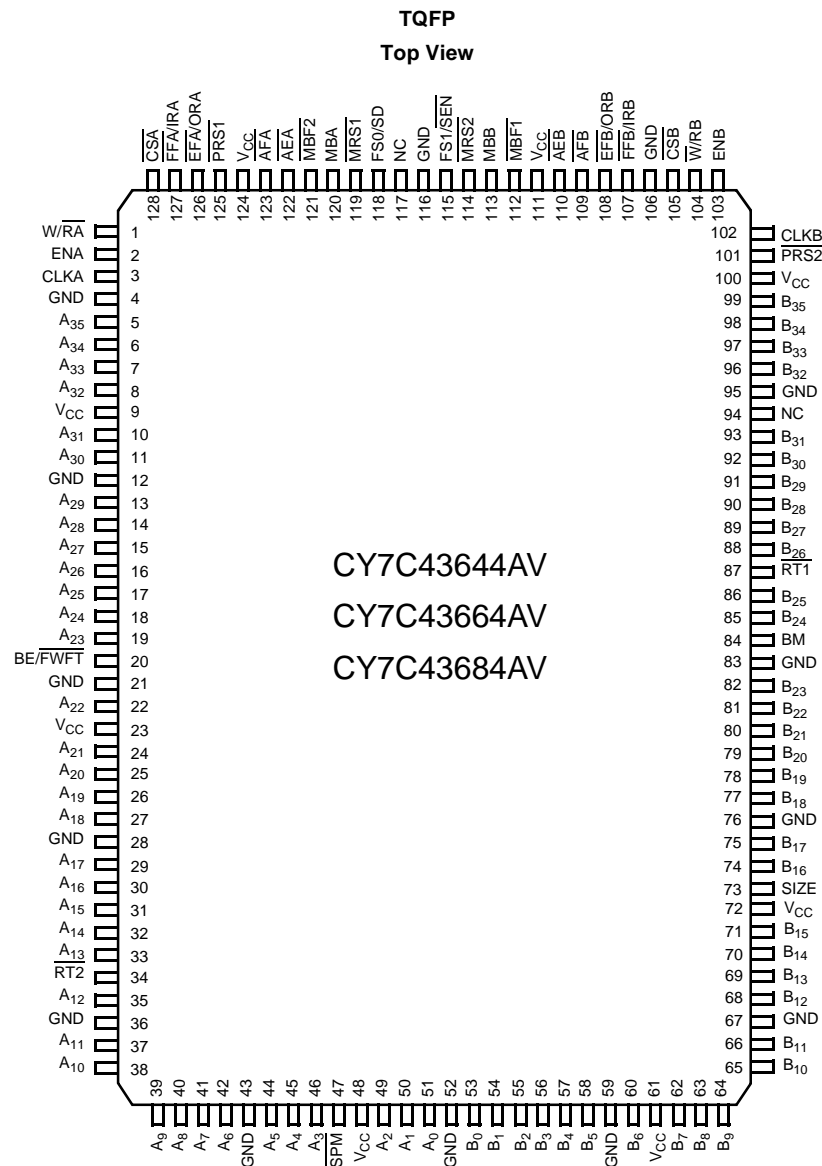 TQFP
Top View
CSA
FFA/IRA
EFA/ORA
PRS1
VCC
AFA
AEA
MBF2
MBA
MRS1
FS0/SD
NC
GND
FS1/SEN
MRS2
MBB
MBF1
VCC
AEB
AFB
EFB/ORB
FFB/IRB
GND
CSB
W/RB
ENB
128
127
126
125
124
123
122
121
120
119
118
117
116
115
114
113
112
111
110
109
108
107
106
105
104
103
W/RA 1
ENA 2
CLKA 3
GND 4
A35 5
A34 6
A33 7
A32 8
VCC 9
A31 10
A30 11
GND 12
A29 13
A28 14
A27 15
A26 16
A25 17
A24 18
A23 19
BE/FWFT 20
GND 21
A22 22
VCC 23
A21 24
A20 25
A19 26
A18 27
GND 28
A17 29
A16 30
A15 31
A14 32
A13 33
RT2 34
A12 35
GND 36
A11 37
A10 38
CY7C43644AV
CY7C43664AV
CY7C43684AV
102 CLKB
101 PRS2
100 VCC
99 B35
98 B34
97 B33
96 B32
95 GND
94 NC
93 B31
92 B30
91 B29
90 B28
89 B27
88 B26
87 RT1
86 B25
85 B24
84 BM
83 GND
82 B23
81 B22
80 B21
79 B20
78 B19
77 B18
76 GND
75 B17
74 B16
73 SIZE
72 VCC
71 B15
70 B14
69 B13
68 B12
67 GND
66 B11
65 B10
39
40
41
42
43
44
45
46
47
48
49
50
51
52
53
54
55
56
57
58
59
60
61
62
63
64
A9
A8
A7
A6
GND
A5
A4
A3
SPM
VCC
A2
A1
A0
GND
B0
B1
B2
B3
B4
B5
GND
B6
VCC
B7
B8
B9